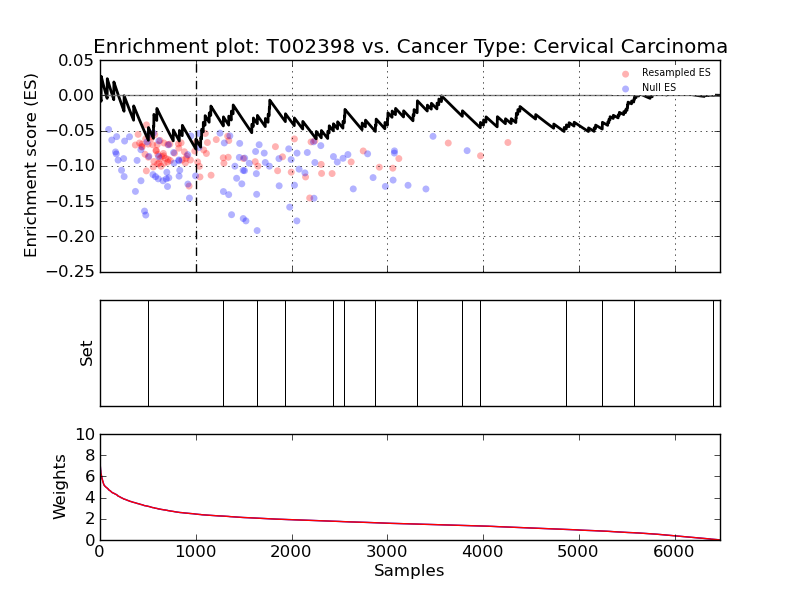 Enrichment plot: T002398 vs. Cancer Type: Cervical Carcinoma
Enrichment score (ES)
0.05
0.00
−0.05
−0.10
−0.15
−0.20
−0.25
Resampled ES
Null ES
Set
Weights
10
8
6
4
2
0
0 1000 2000 3000 4000 5000 6000
Samples